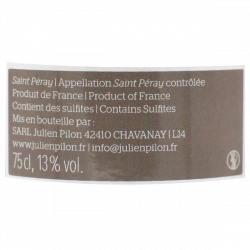 Saint Péray | Appellation Saint Péray contrôlée
Produit de France | Product of France
Contient des sulfites | Contains Sulfites
Mis en bouteille par :
SARL Julien Pilon 42410 CHAVANAY | L14
www.julienpilon.fr | info@julienpilon.fr
75cl, 13% vol.